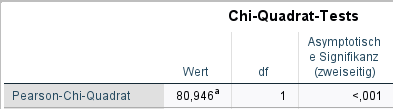 Chi-Quadrat-Tests
Asymptotisch
e Signifikanz
Wert df (zweiseitig)
Pearson-Chi-Quadrat 80,946a 1 <,001